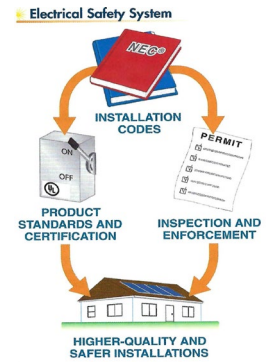 Electrical Safety System
NEC®
INSTALLATION
CODES
ON
OFF
UL
PERMIT
PRODUCT
STANDARDS AND
CERTIFICATION
INSPECTION AND
ENFORCEMENT
HIGHER-QUALITY AND
SAFER INSTALLATIONS